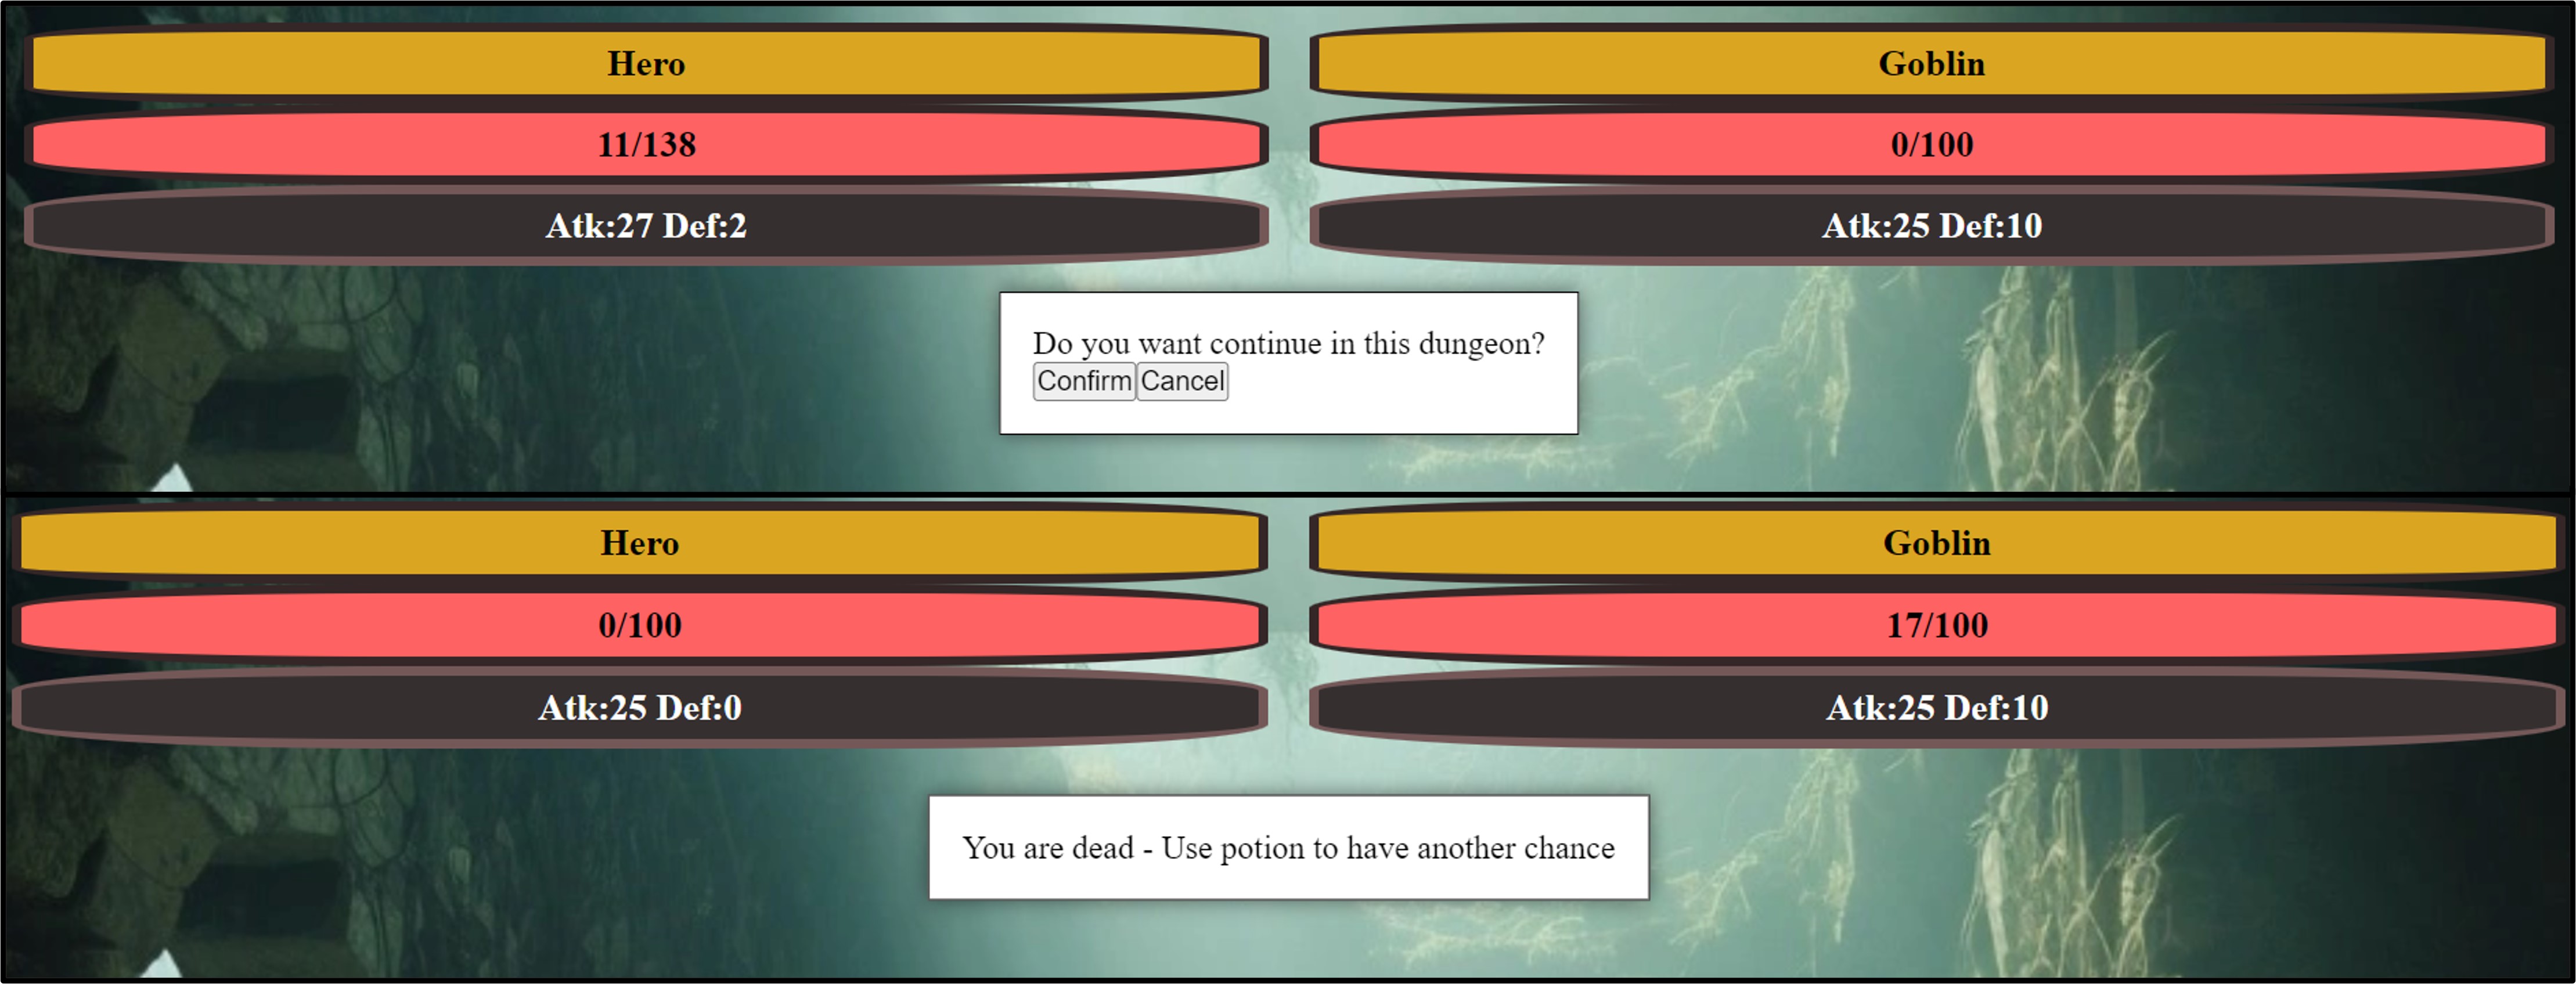 Hero
Goblin
11/138
0/100
Atk:27 Def:2
Atk:25 Def:10
Do you want continue in this dungeon?
Confirm Cancel
Hero
Goblin
0/100
17/100
Atk:25 Def:0
Atk:25 Def:10
You are dead - Use potion to have another chance